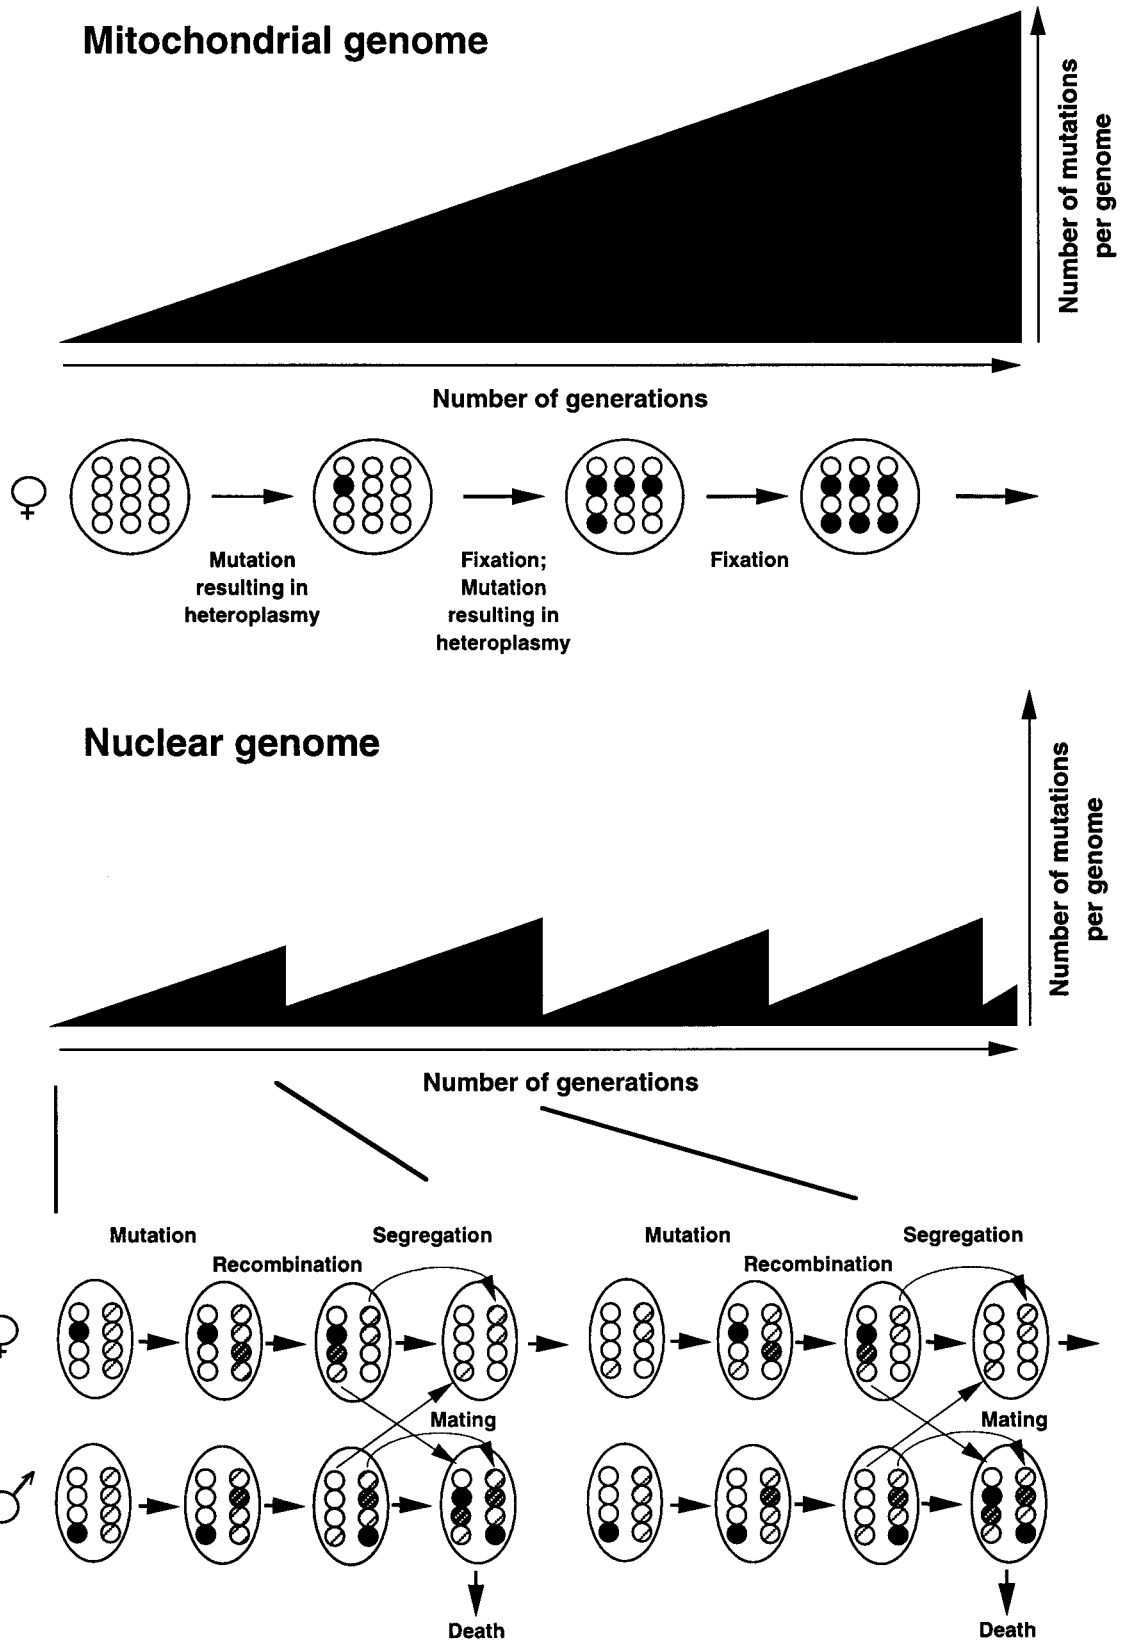 Mitochondrial genome
Number of mutations
per genome
Number of generations
Mutation
resulting in
heteroplasmy
Fixation;
Mutation
resulting in
heteroplasmy
Fixation
Nuclear genome
Number of mutations
per genome
Number of generations
Mutation
Recombination
Segregation
Mutation
Recombination
Segregation
Mating
Mating
Death
Death